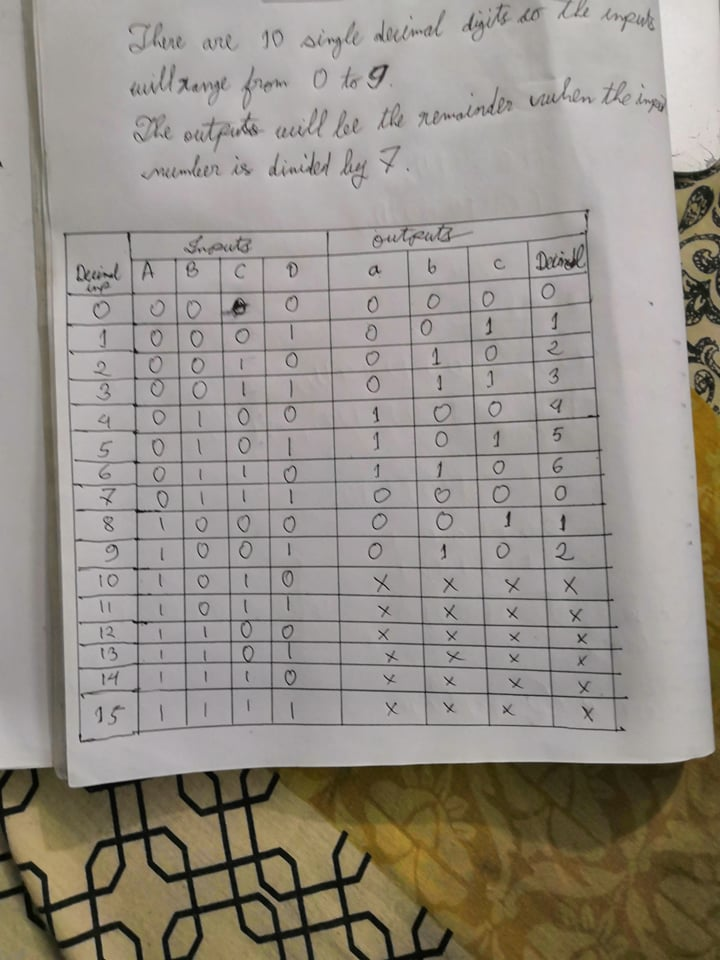 There are 10 single decimal digits so the inputs
will range from 0 to 9.
The outputs will be the remainder when the input
number is divided by 7.
Inputs outputs
Decimal inp A B C D a b c Decimal
0 0 0 0 0 0 0 0 0
1 0 0 0 1 0 0 1 1
2 0 0 1 0 0 1 0 2
3 0 0 1 1 0 1 1 3
4 0 1 0 0 1 0 0 4
5 0 1 0 1 1 0 1 5
6 0 1 1 0 1 1 0 6
7 0 1 1 1 0 0 0 0
8 1 0 0 0 0 0 1 1
9 1 0 0 1 0 1 0 2
10 1 0 1 0 x x x x
11 1 0 1 1 x x x x
12 1 1 0 0 x x x x
13 1 1 0 1 x x x x
14 1 1 1 0 x x x x
15 1 1 1 1 x x x x